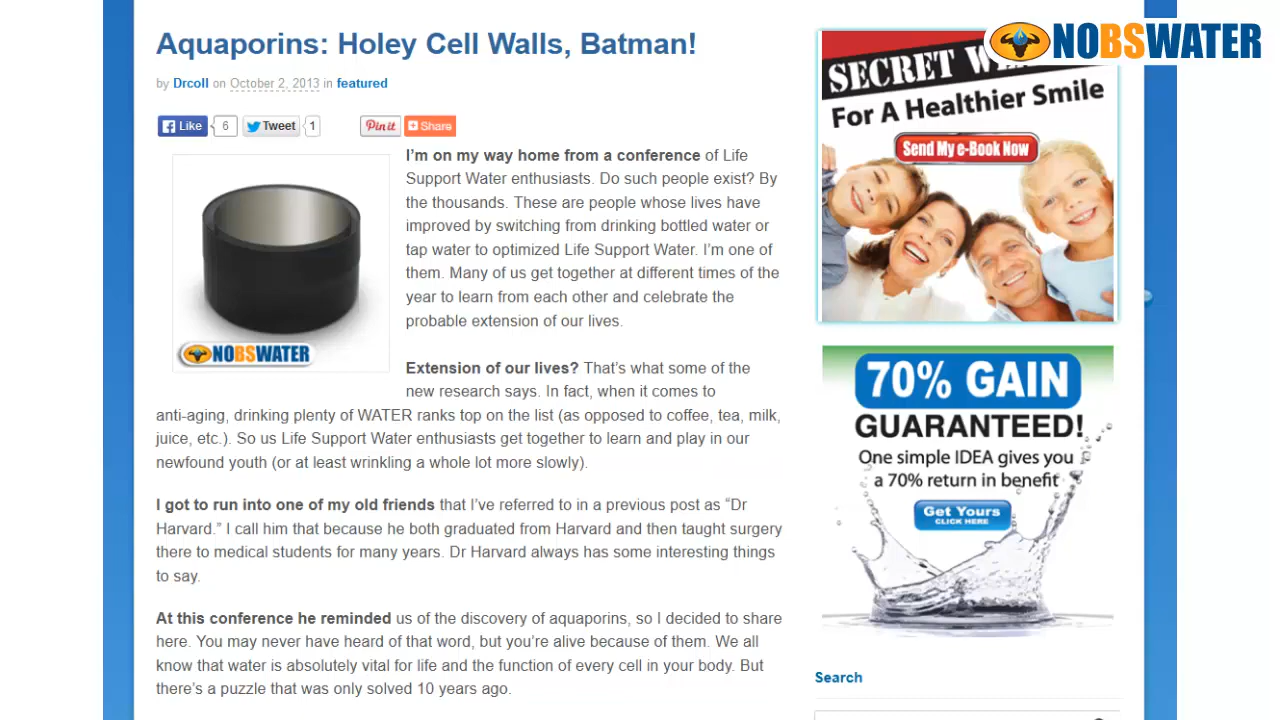 NOBSWATER
Aquaporins: Holey Cell Walls, Batman!
by Drcoll on October 2, 2013 in featured
Like 6 Tweet 1 Pin it Share
I'm on my way home from a conference of Life
Support Water enthusiasts. Do such people exist? By
the thousands. These are people whose lives have
improved by switching from drinking bottled water or
tap water to optimized Life Support Water. I'm one of
them. Many of us get together at different times of the
year to learn from each other and celebrate the
probable extension of our lives.
NOBSWATER
Extension of our lives? That's what some of the
new research says. In fact, when it comes to
anti-aging, drinking plenty of WATER ranks top on the list (as opposed to coffee, tea, milk,
juice, etc.). So us Life Support Water enthusiasts get together to learn and play in our
newfound youth (or at least wrinkling a whole lot more slowly).
I got to run into one of my old friends that I've referred to in a previous post as “Dr
Harvard.” I call him that because he both graduated from Harvard and then taught surgery
there to medical students for many years. Dr Harvard always has some interesting things
to say.
At this conference he reminded us of the discovery of aquaporins, so I decided to share
here. You may never have heard of that word, but you're alive because of them. We all
know that water is absolutely vital for life and the function of every cell in your body. But
there's a puzzle that was only solved 10 years ago.
SECRET
For A Healthier Smile
Send My e-Book Now
70% GAIN
GUARANTEED!
One simple IDEA gives you
a 70% return in benefit
Get Yours
CLICK HERE
Search